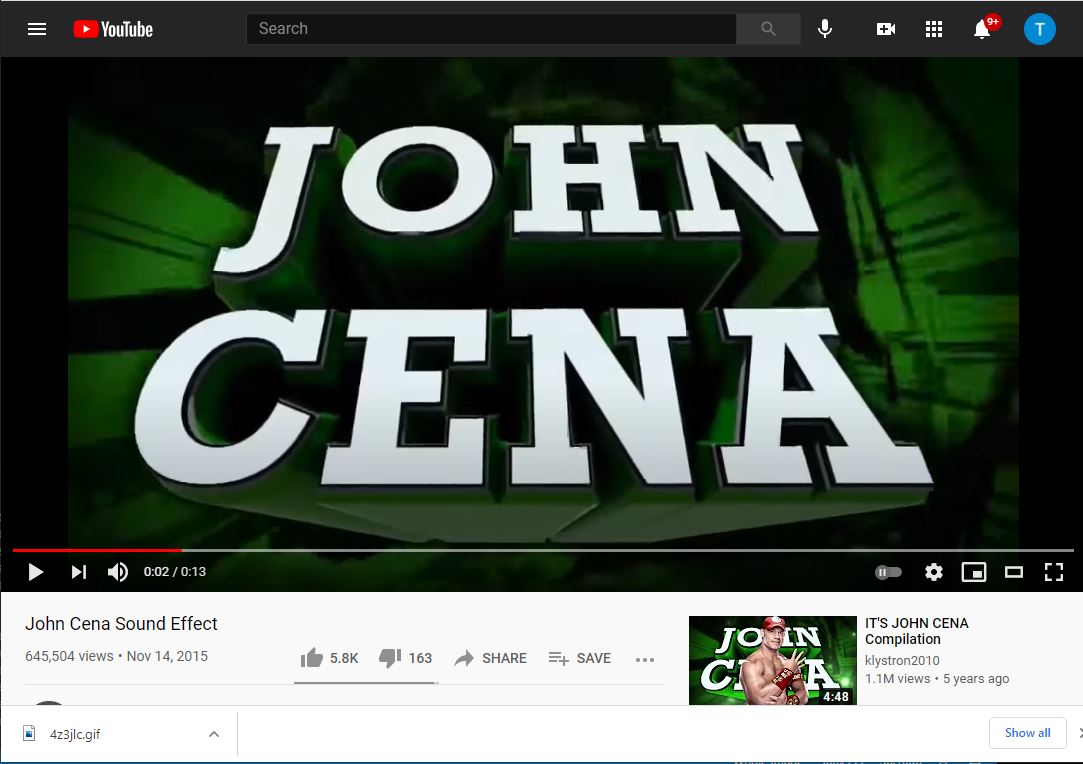 YouTube
Search
9+
T
JOHN
CENA
0:02 / 0:13
John Cena Sound Effect
645,504 views • Nov 14, 2015
5.8K
163
SHARE
SAVE
IT'S JOHN CENA
Compilation
klystron2010
1.1M views • 5 years ago
JOHN
CENA
4:48
4z3jlc.gif
Show all